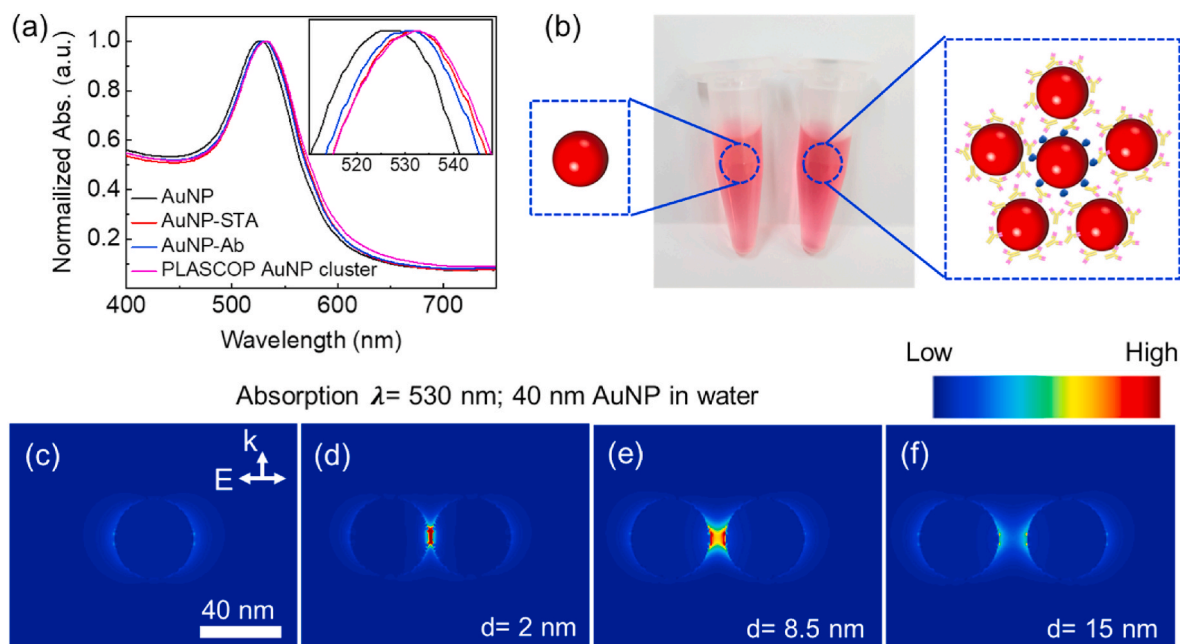 (a)
Normailized Abs. (a.u.)
1.0
0.8
0.6
0.4
0.2
400 500 600 700
Wavelength (nm)
AuNP
AuNP-STA
AuNP-Ab
PLASCOP AuNP cluster
520 530 540
(b)
Low High
Absorption λ= 530 nm; 40 nm AuNP in water
(c)
k
E
40 nm
(d)
d= 2 nm
(e)
d= 8.5 nm
(f)
d= 15 nm